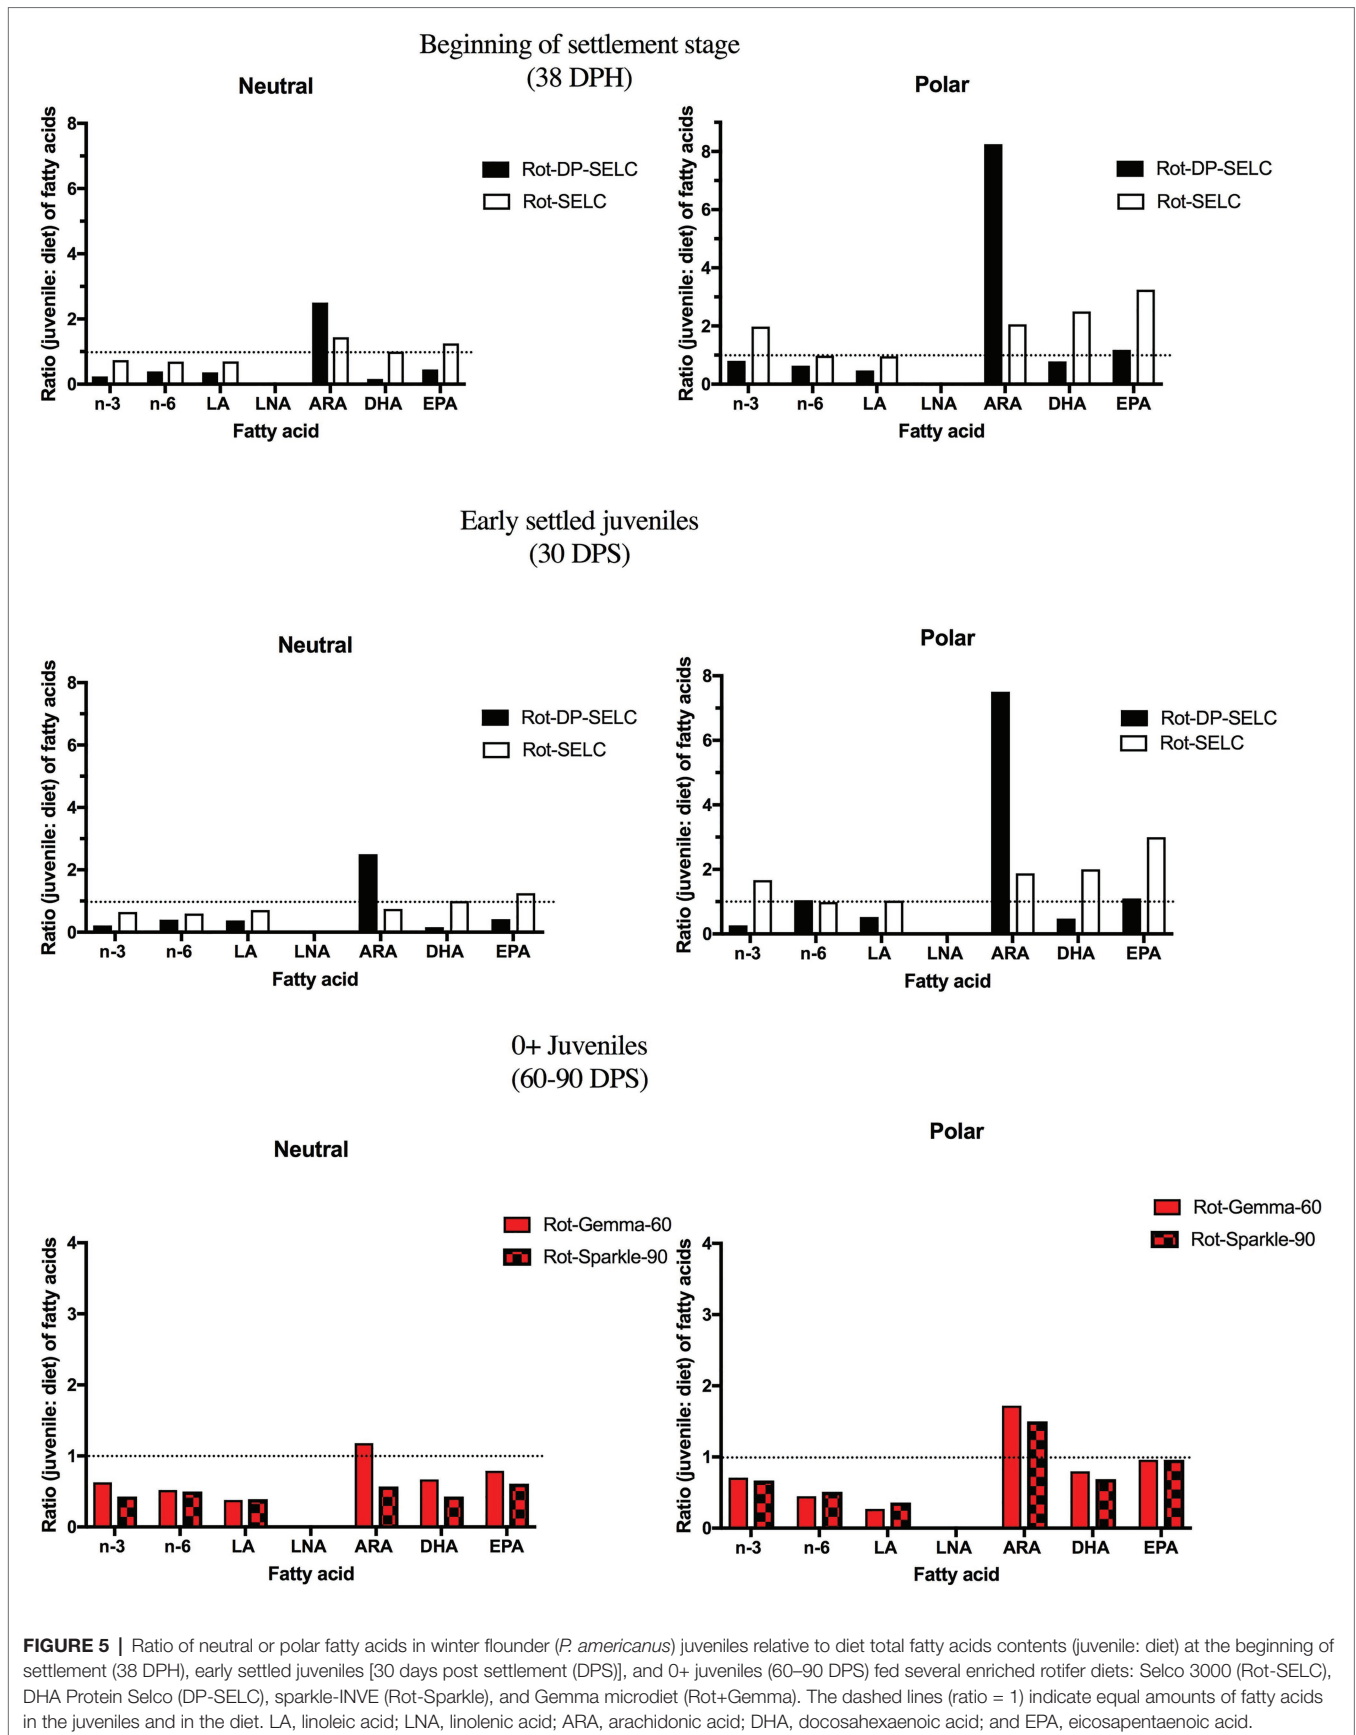 Beginning of settlement stage
(38 DPH)
Neutral
Ratio (juvenile: diet) of fatty acids
8
6
4
2
0
Rot-DP-SELC
Rot-SELC
n-3 n-6 LA LNA ARA DHA EPA
Fatty acid
Polar
Ratio (juvenile: diet) of fatty acids
8
6
4
2
0
Rot-DP-SELC
Rot-SELC
n-3 n-6 LA LNA ARA DHA EPA
Fatty acid
Early settled juveniles
(30 DPS)
Neutral
Ratio (juvenile: diet) of fatty acids
8
6
4
2
0
Rot-DP-SELC
Rot-SELC
n-3 n-6 LA LNA ARA DHA EPA
Fatty acid
Polar
Ratio (juvenile: diet) of fatty acids
8
6
4
2
0
Rot-DP-SELC
Rot-SELC
n-3 n-6 LA LNA ARA DHA EPA
Fatty acid
0+ Juveniles
(60-90 DPS)
Neutral
Ratio (juvenile: diet) of fatty acids
4
3
2
1
0
Rot-Gemma-60
Rot-Sparkle-90
n-3 n-6 LA LNA ARA DHA EPA
Fatty acid
Polar
Ratio (juvenile: diet) of fatty acids
4
3
2
1
0
Rot-Gemma-60
Rot-Sparkle-90
n-3 n-6 LA LNA ARA DHA EPA
Fatty acid
FIGURE 5 | Ratio of neutral or polar fatty acids in winter flounder (P. americanus) juveniles relative to diet total fatty acids contents (juvenile: diet) at the beginning of
settlement (38 DPH), early settled juveniles [30 days post settlement (DPS)], and 0+ juveniles (60–90 DPS) fed several enriched rotifer diets: Selco 3000 (Rot-SELC),
DHA Protein Selco (DP-SELC), sparkle-INVE (Rot-Sparkle), and Gemma microdiet (Rot+Gemma). The dashed lines (ratio = 1) indicate equal amounts of fatty acids
in the juveniles and in the diet. LA, linoleic acid; LNA, linolenic acid; ARA, arachidonic acid; DHA, docosahexaenoic acid; and EPA, eicosapentaenoic acid.